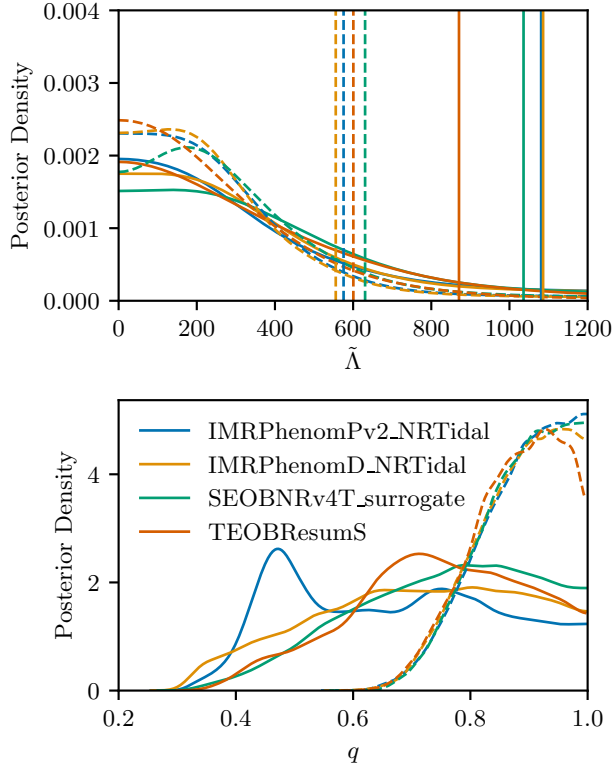 0.004
0.003
0.002
0.001
0.000
Posterior Density
0 200 400 600 800 1000 1200
Λ̃
4
2
0
Posterior Density
IMRPhenomPv2_NRTidal
IMRPhenomD_NRTidal
SEOBNRv4T_surrogate
TEOBResumS
0.2 0.4 0.6 0.8 1.0
q